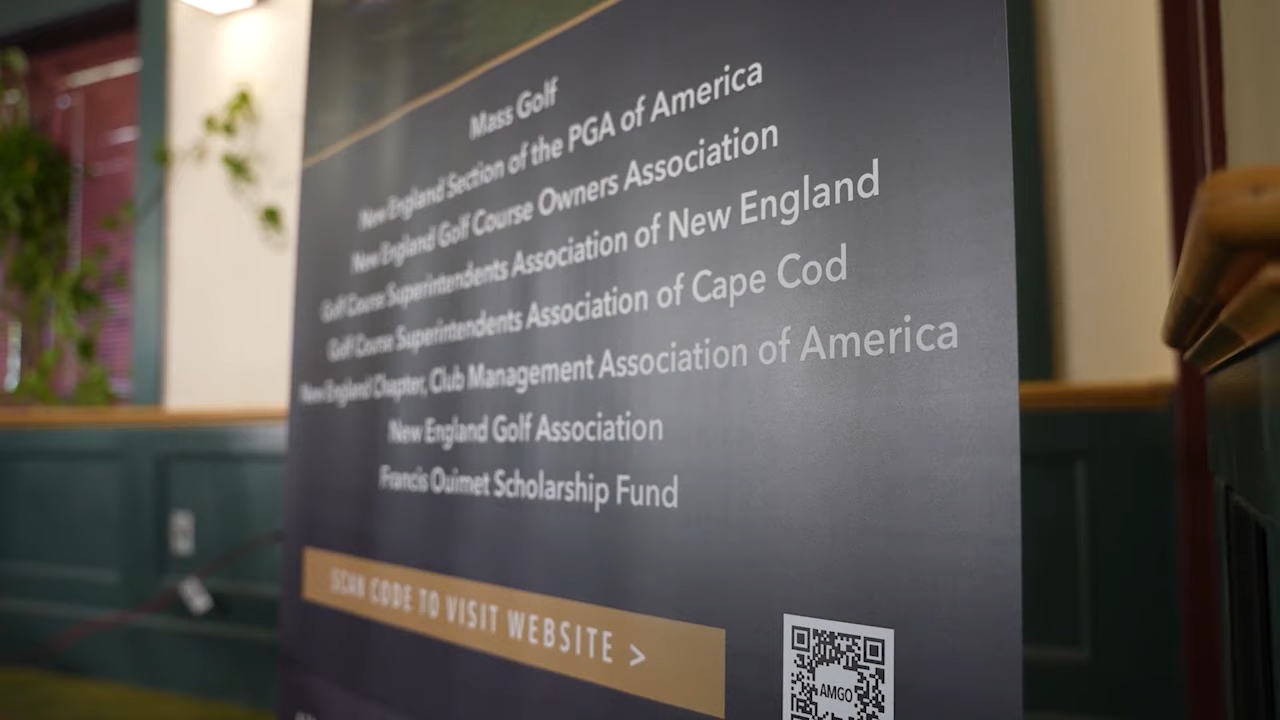 Mass Golf
New England Section of the PGA of America
New England Golf Course Owners Association
Golf Course Superintendents Association of New England
Golf Course Superintendents Association of Cape Cod
New England Chapter, Club Management Association of America
New England Golf Association
Francis Ouimet Scholarship Fund
SCAN CODE TO VISIT WEBSITE >
AMGO